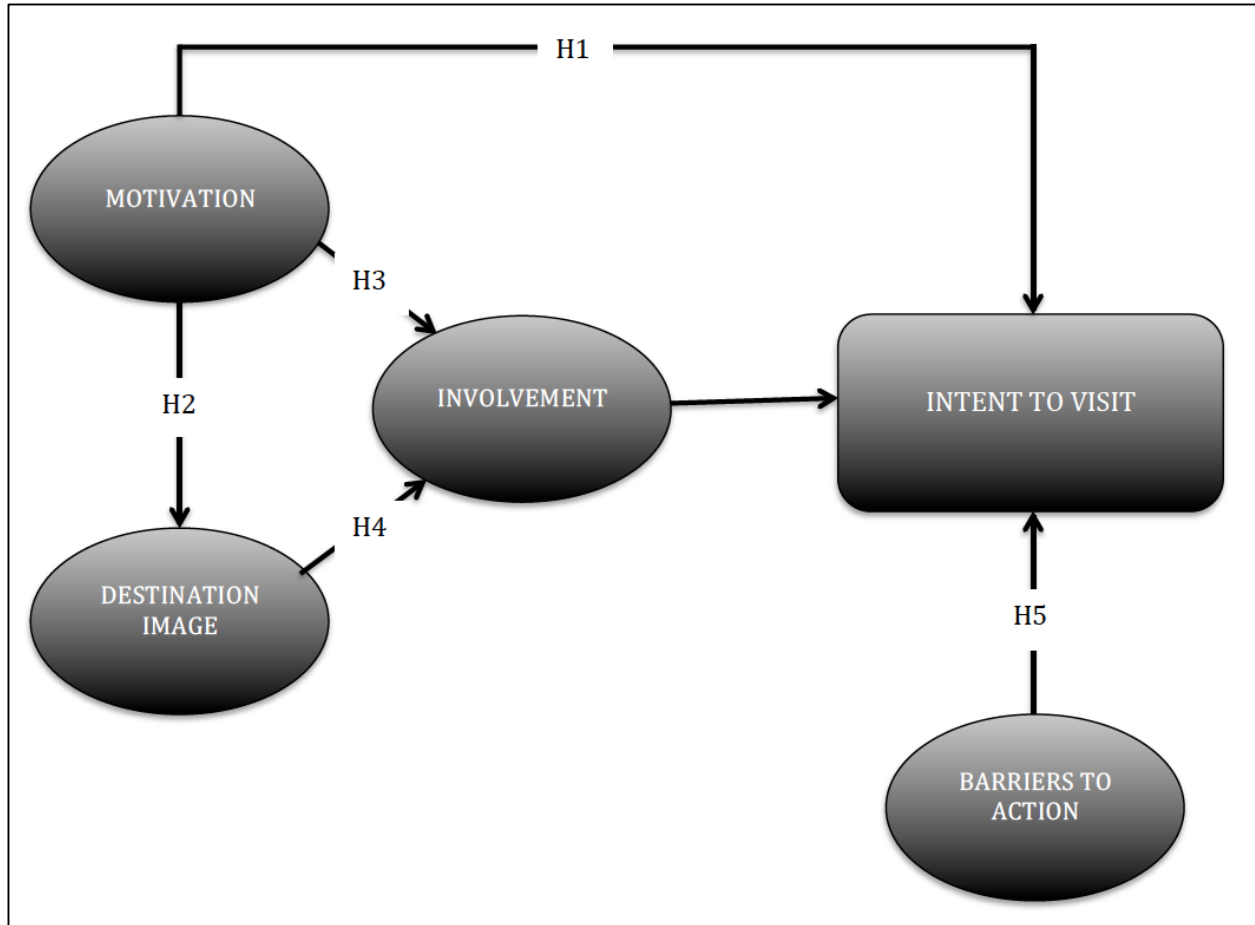 H1
MOTIVATION
H3
INVOLVEMENT
INTENT TO VISIT
H2
H4
DESTINATION
IMAGE
H5
BARRIERS TO
ACTION